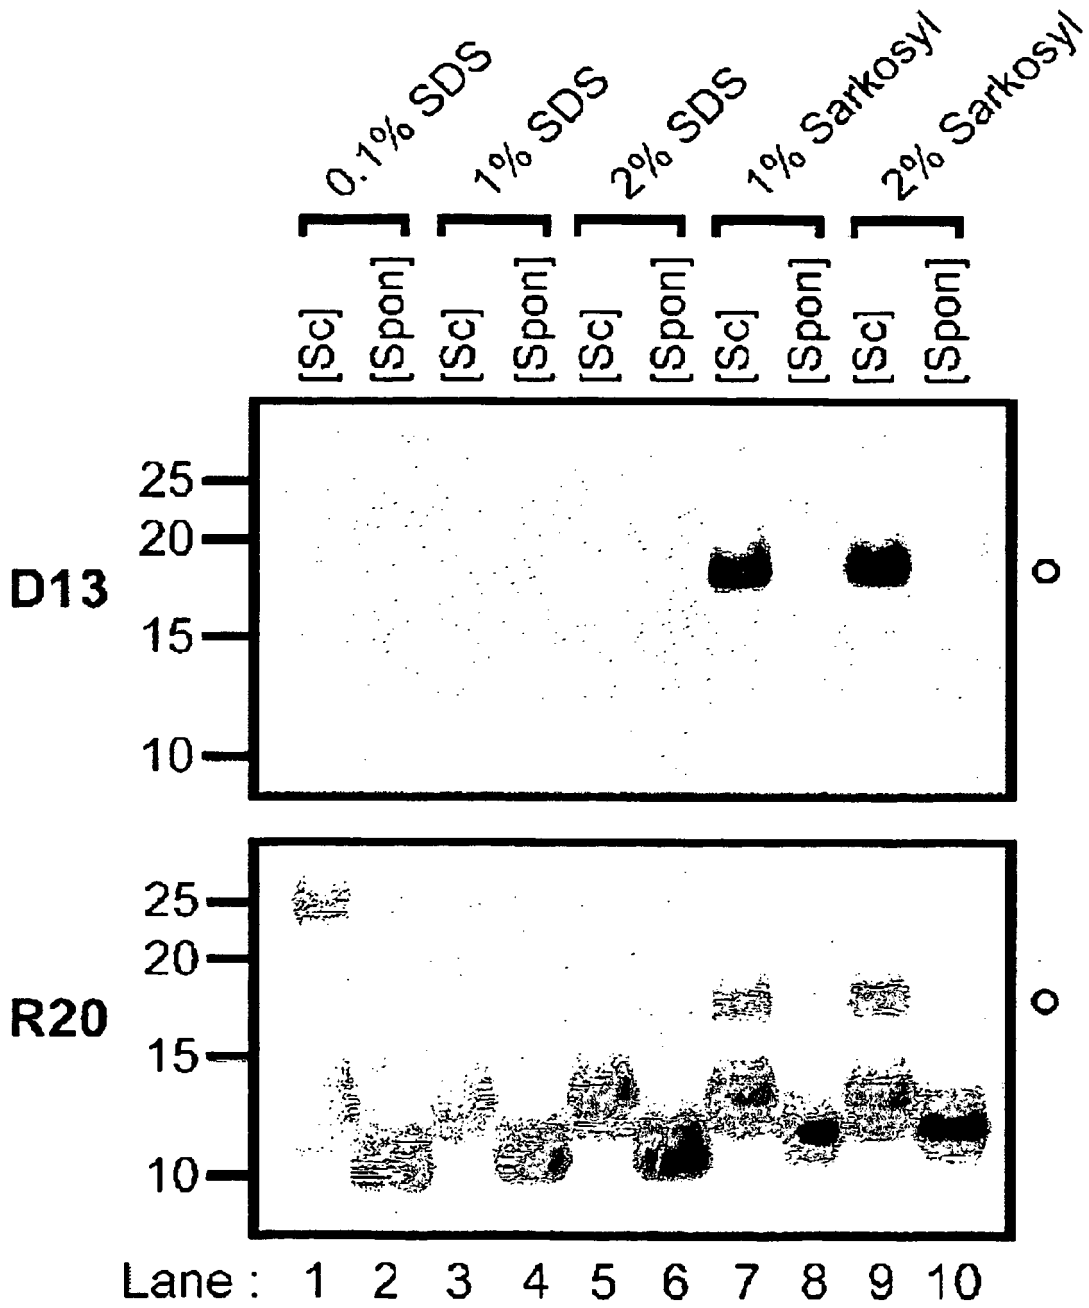 0.1% SDS
1% SDS
2% SDS
1% Sarkosyl
2% Sarkosyl
[Sc] [Spon] [Sc] [Spon] [Sc] [Spon] [Sc] [Spon] [Sc] [Spon]
D13
25
20
15
10
R20
25
20
15
10
Lane : 1 2 3 4 5 6 7 8 9 10